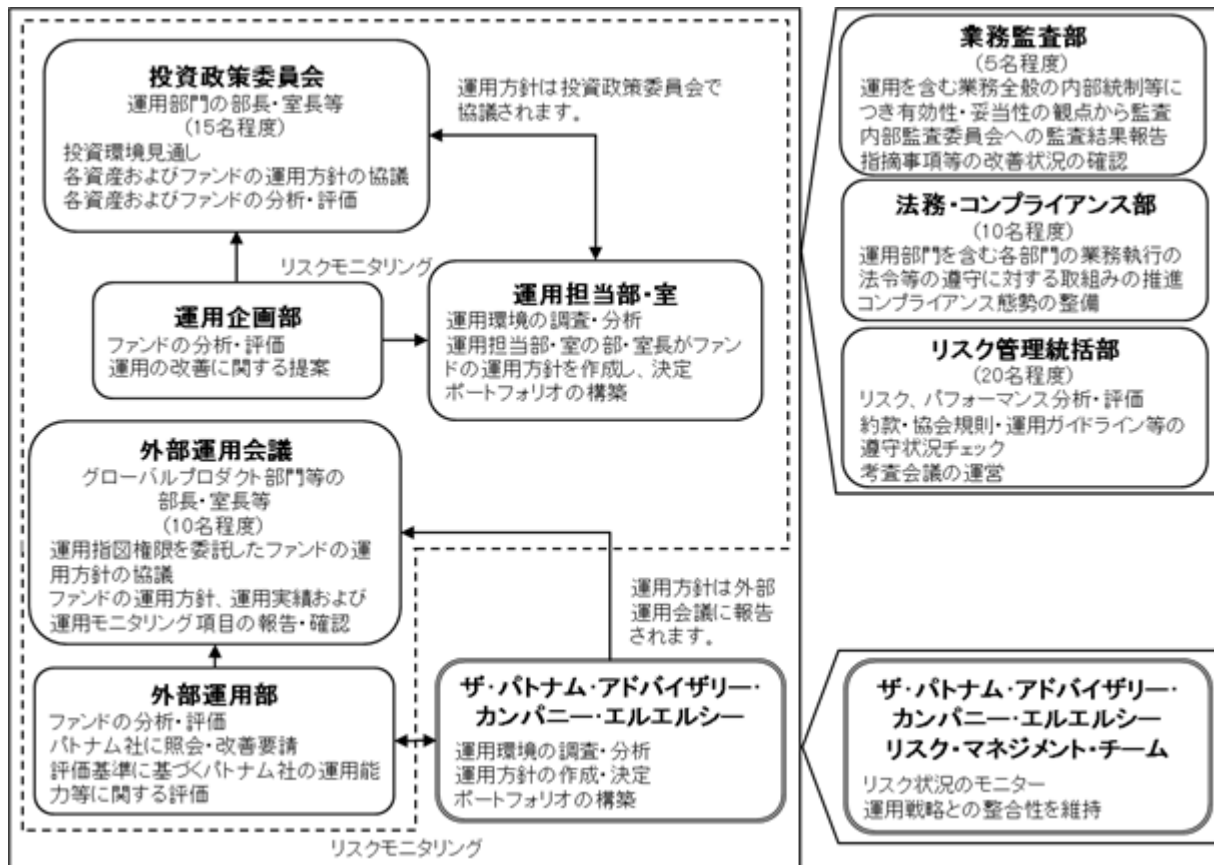 投資政策委員会
運用部門の部長・室長等
(15名程度)
投資環境見通し
各資産およびファンドの運用方針の協議
各資産およびファンドの分析・評価
運用方針は投資政策委員会で
協議されます。
リスクモニタリング
運用企画部
ファンドの分析・評価
運用の改善に関する提案
運用担当部・室
運用環境の調査・分析
運用担当部・室の部・室長がファン
ドの運用方針を作成し、決定
ポートフォリオの構築
外部運用会議
グローバルプロダクト部門等の
部長・室長等
(10名程度)
運用指図権限を委託したファンドの運
用方針の協議
ファンドの運用方針、運用実績および
運用モニタリング項目の報告・確認
運用方針は外部
運用会議に報告
されます。
外部運用部
ファンドの分析・評価
パトナム社に照会・改善要請
評価基準に基づくパトナム社の運用能
力等に関する評価
ザ・パトナム・アドバイザリー・
カンパニー・エルエルシー
運用環境の調査・分析
運用方針の作成・決定
ポートフォリオの構築
リスクモニタリング
業務監査部
(5名程度)
運用を含む業務全般の内部統制等に
つき有効性・妥当性の観点から監査
内部監査委員会への監査結果報告
指摘事項等の改善状況の確認
法務・コンプライアンス部
(10名程度)
運用部門を含む各部門の業務執行の
法令等の遵守に対する取組みの推進
コンプライアンス態勢の整備
リスク管理統括部
(20名程度)
リスク、パフォーマンス分析・評価
約款・協会規則・運用ガイドライン等の
遵守状況チェック
考査会議の運営
ザ・パトナム・アドバイザリー・
カンパニー・エルエルシー
リスク・マネジメント・チーム
リスク状況のモニター
運用戦略との整合性を維持